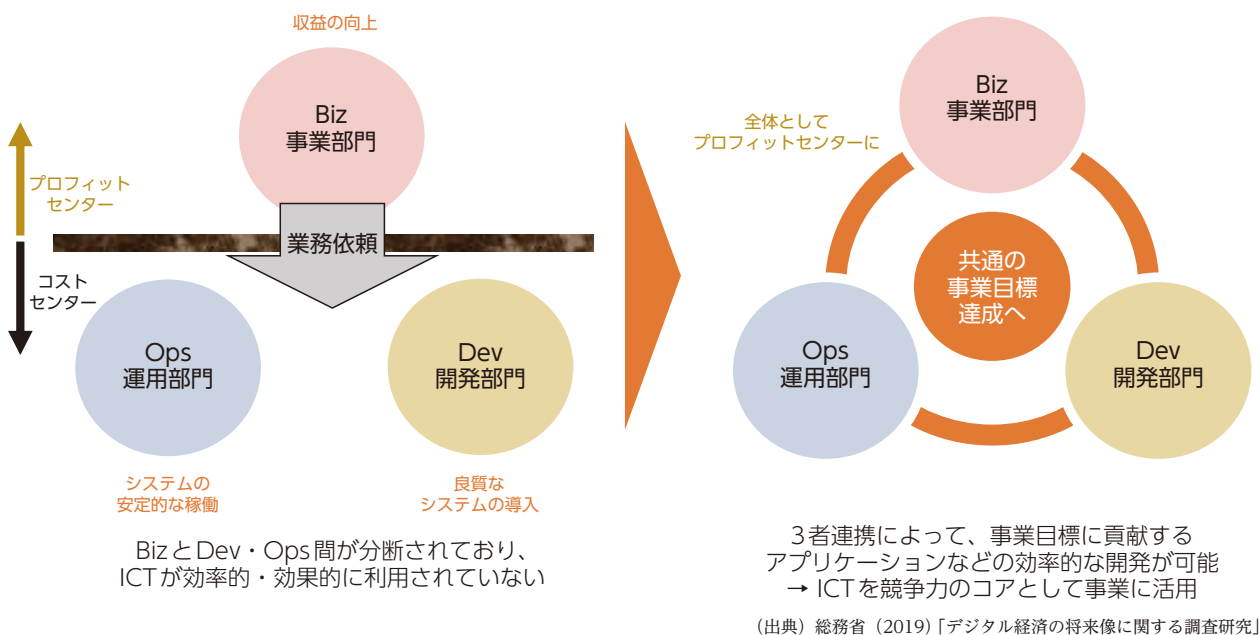 収益の向上
Biz
事業部門
プロフィット
センター
業務依頼
コスト
センター
Ops
運用部門
Dev
開発部門
システムの
安定的な稼働
良質な
システムの導入
BizとDev・Ops間が分断されており、
ICTが効率的・効果的に利用されていない
Biz
事業部門
全体として
プロフィットセンターに
共通の
事業目標
達成へ
Ops
運用部門
Dev
開発部門
3者連携によって、事業目標に貢献する
アプリケーションなどの効率的な開発が可能
→ ICTを競争力のコアとして事業に活用
（出典）総務省（2019）「デジタル経済の将来像に関する調査研究」